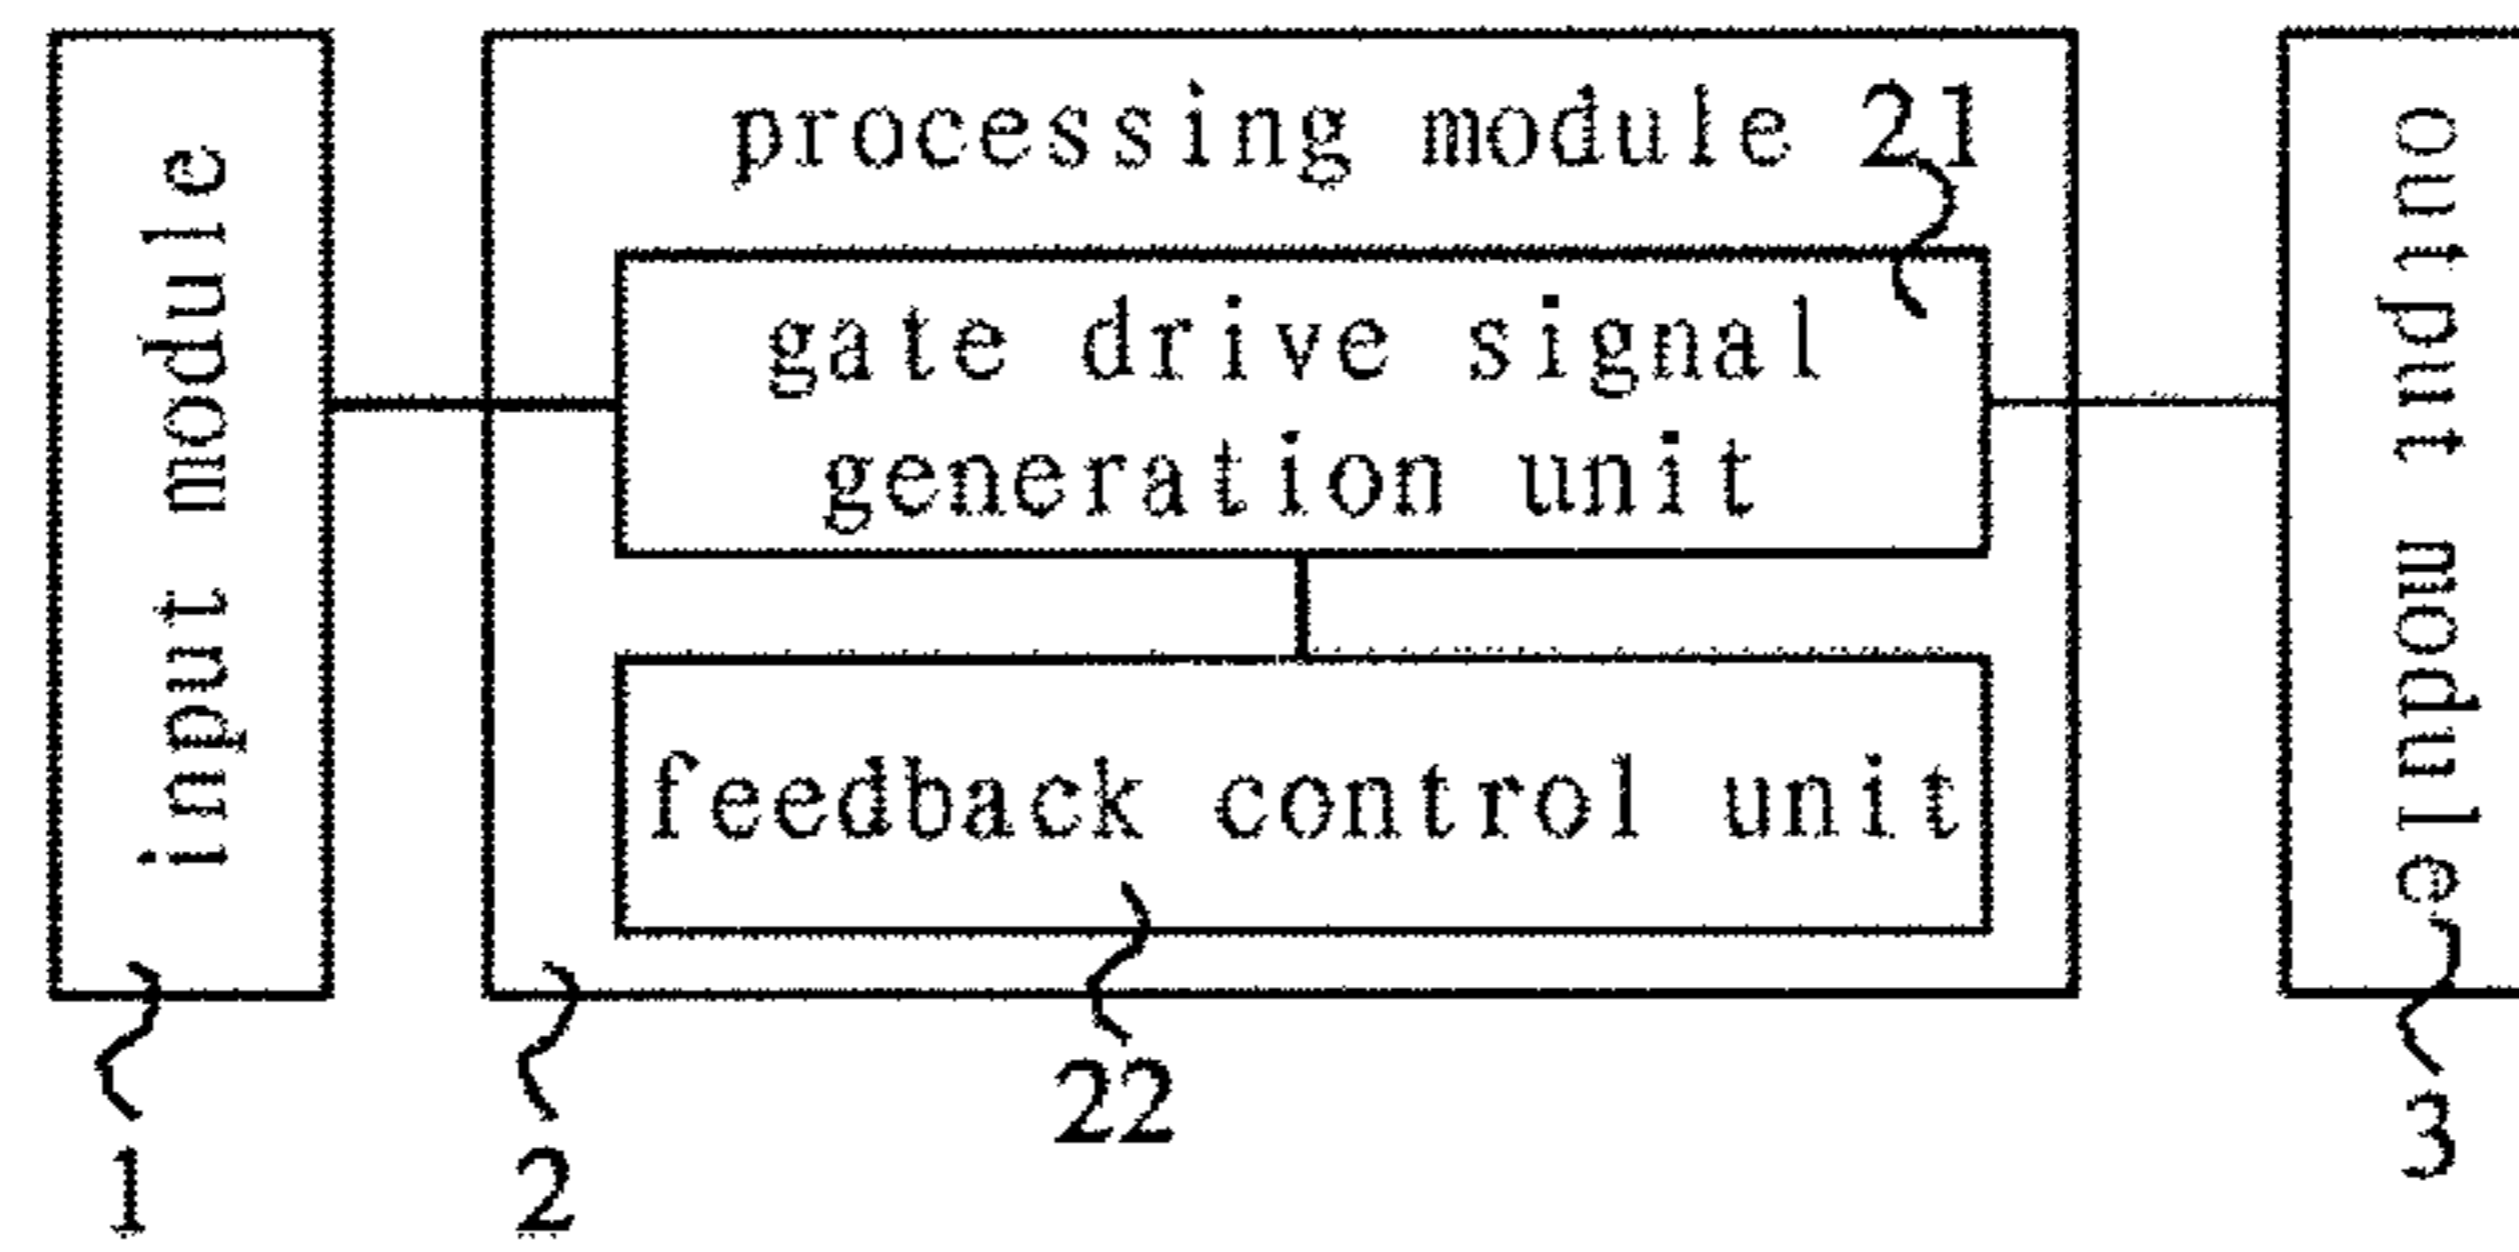 input module
processing module 21
gate drive signal
generation unit
feedback control unit
output module
1
2
22
3